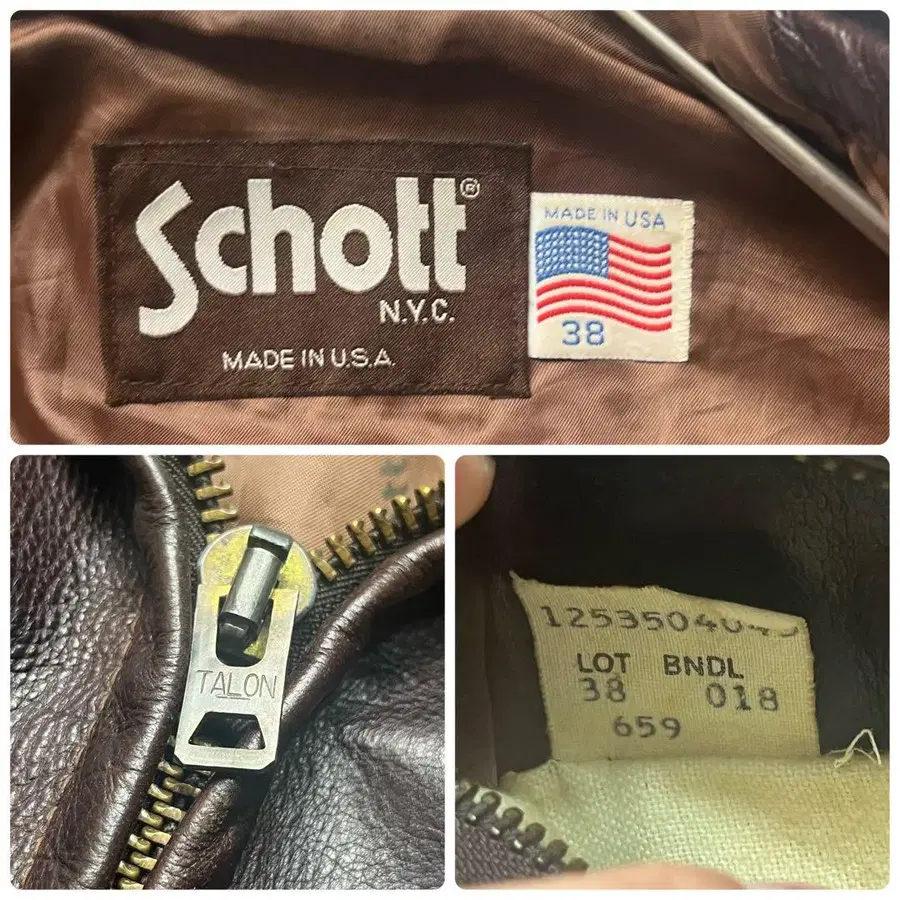 Schott®
N.Y.C.
MADE IN U.S.A.
MADE IN USA
38
TALON
LOT BNDL
38 018
659